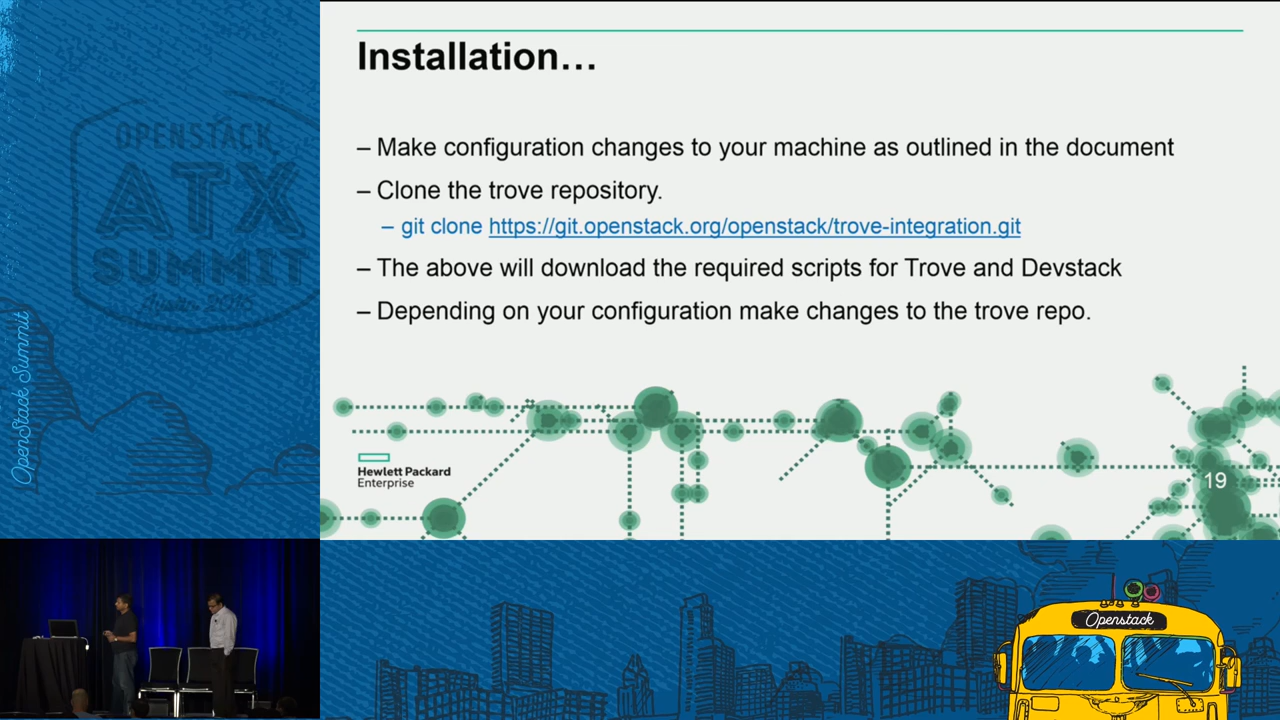 OPENSTACK
ATX
SUMMIT
Austin 2016
OpenStack Summit
Installation…
– Make configuration changes to your machine as outlined in the document
– Clone the trove repository.
– git clone https://git.openstack.org/openstack/trove-integration.git
– The above will download the required scripts for Trove and Devstack
– Depending on your configuration make changes to the trove repo.
Hewlett Packard
Enterprise
19
Openstack